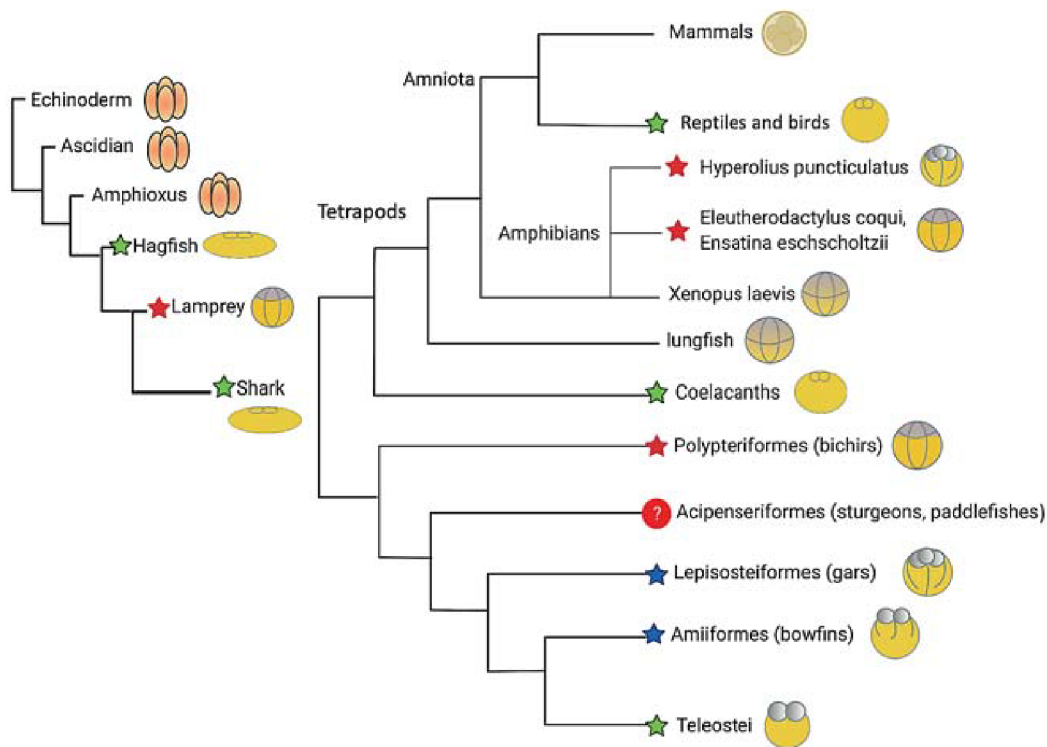 Mammals
Amniota
Echinoderm
Reptiles and birds
Ascidian
Hyperolius puncticulatus
Amphioxus
Tetrapods
Eleutherodactylus coqui,
Ensatina eschscholtzii
Amphibians
Hagfish
Xenopus laevis
Lamprey
lungfish
Shark
Coelacanths
Polypteriformes (bichirs)
? Acipenseriformes (sturgeons, paddlefishes)
Lepisosteiformes (gars)
Amiiformes (bowfins)
Teleostei